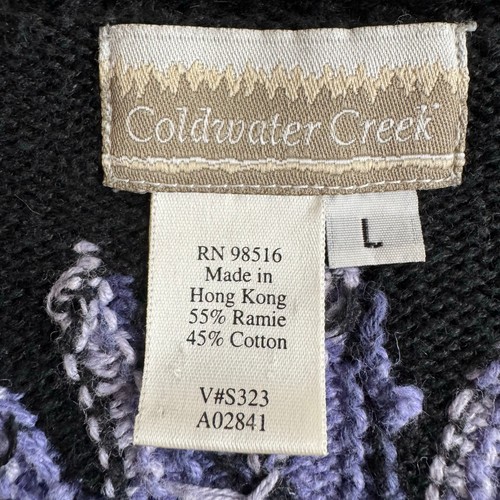 Coldwater Creek
L
RN 98516
Made in
Hong Kong
55% Ramie
45% Cotton
V#S323
A02841